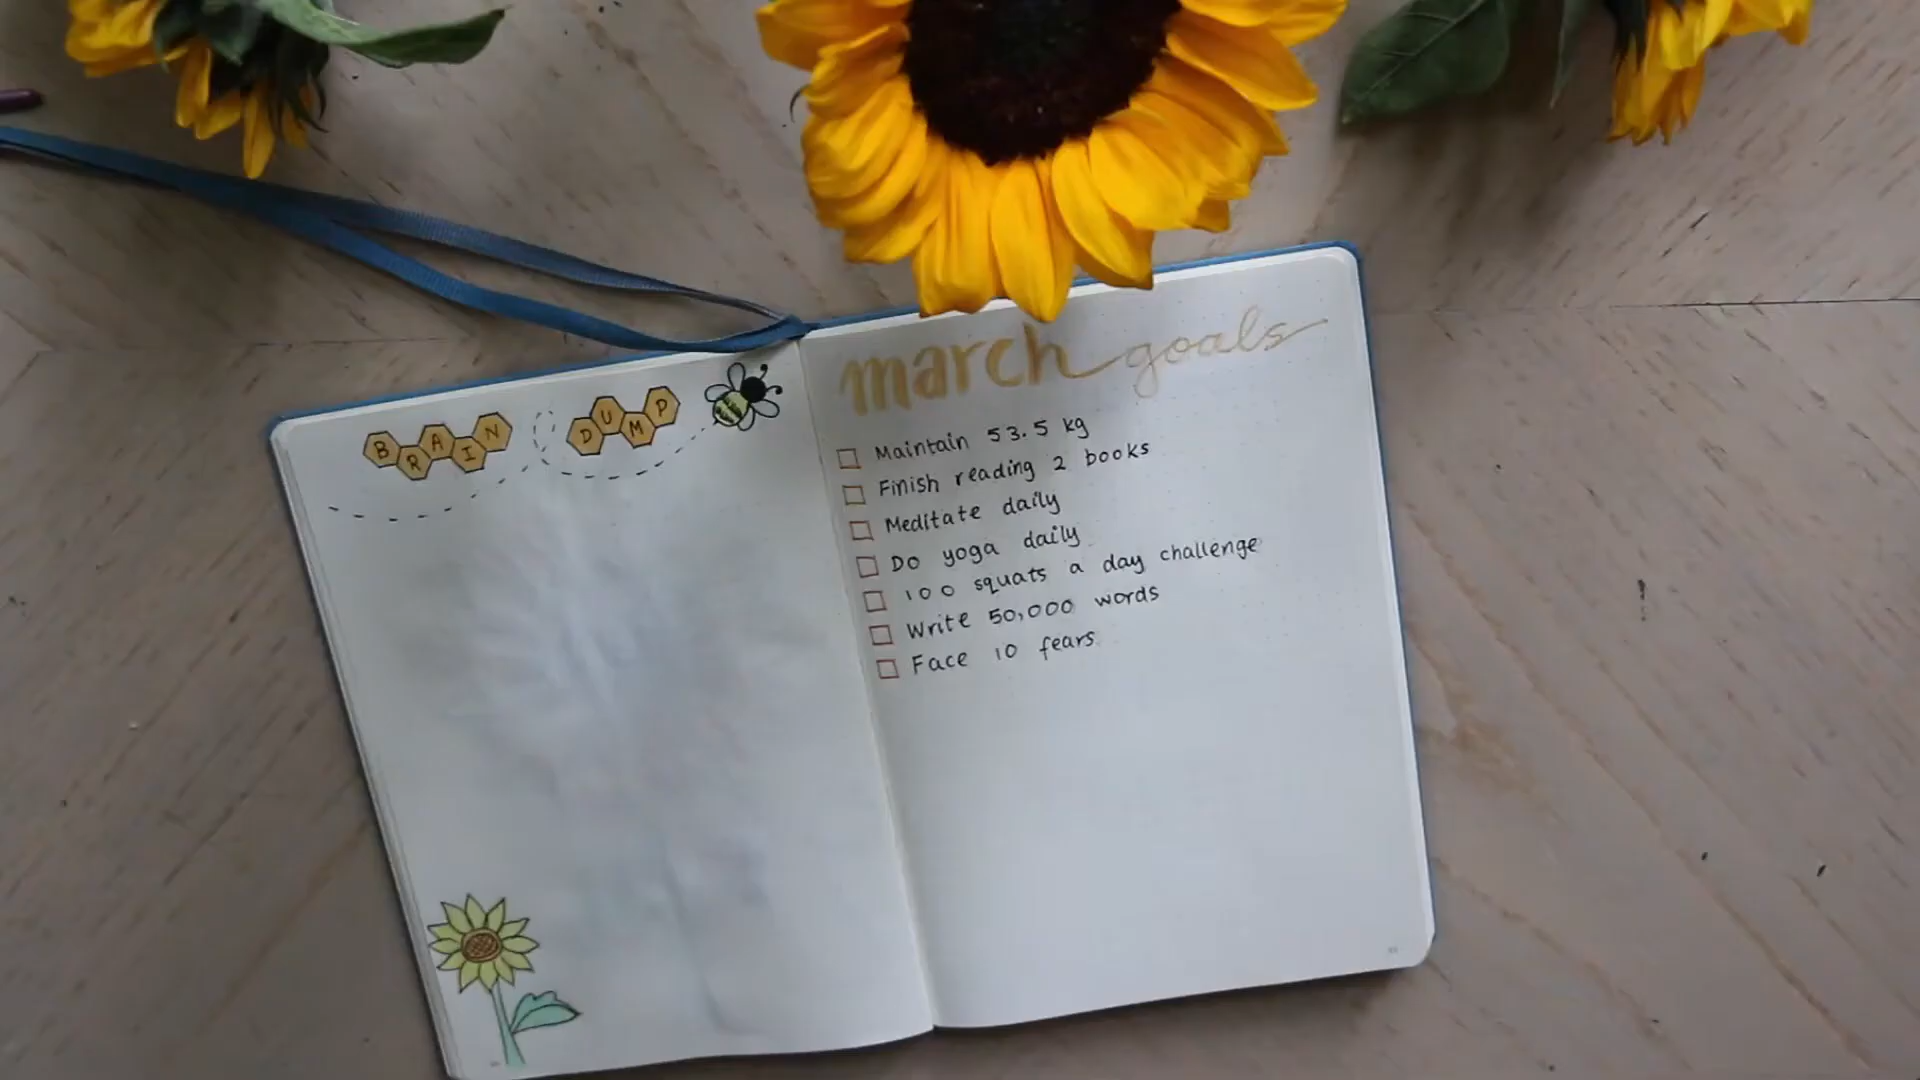 BRAIN DUMP
march goals
Maintain 53.5 kg
Finish reading 2 books
Meditate daily
Do yoga daily
100 squats a day challenge
Write 50,000 words
Face 10 fears